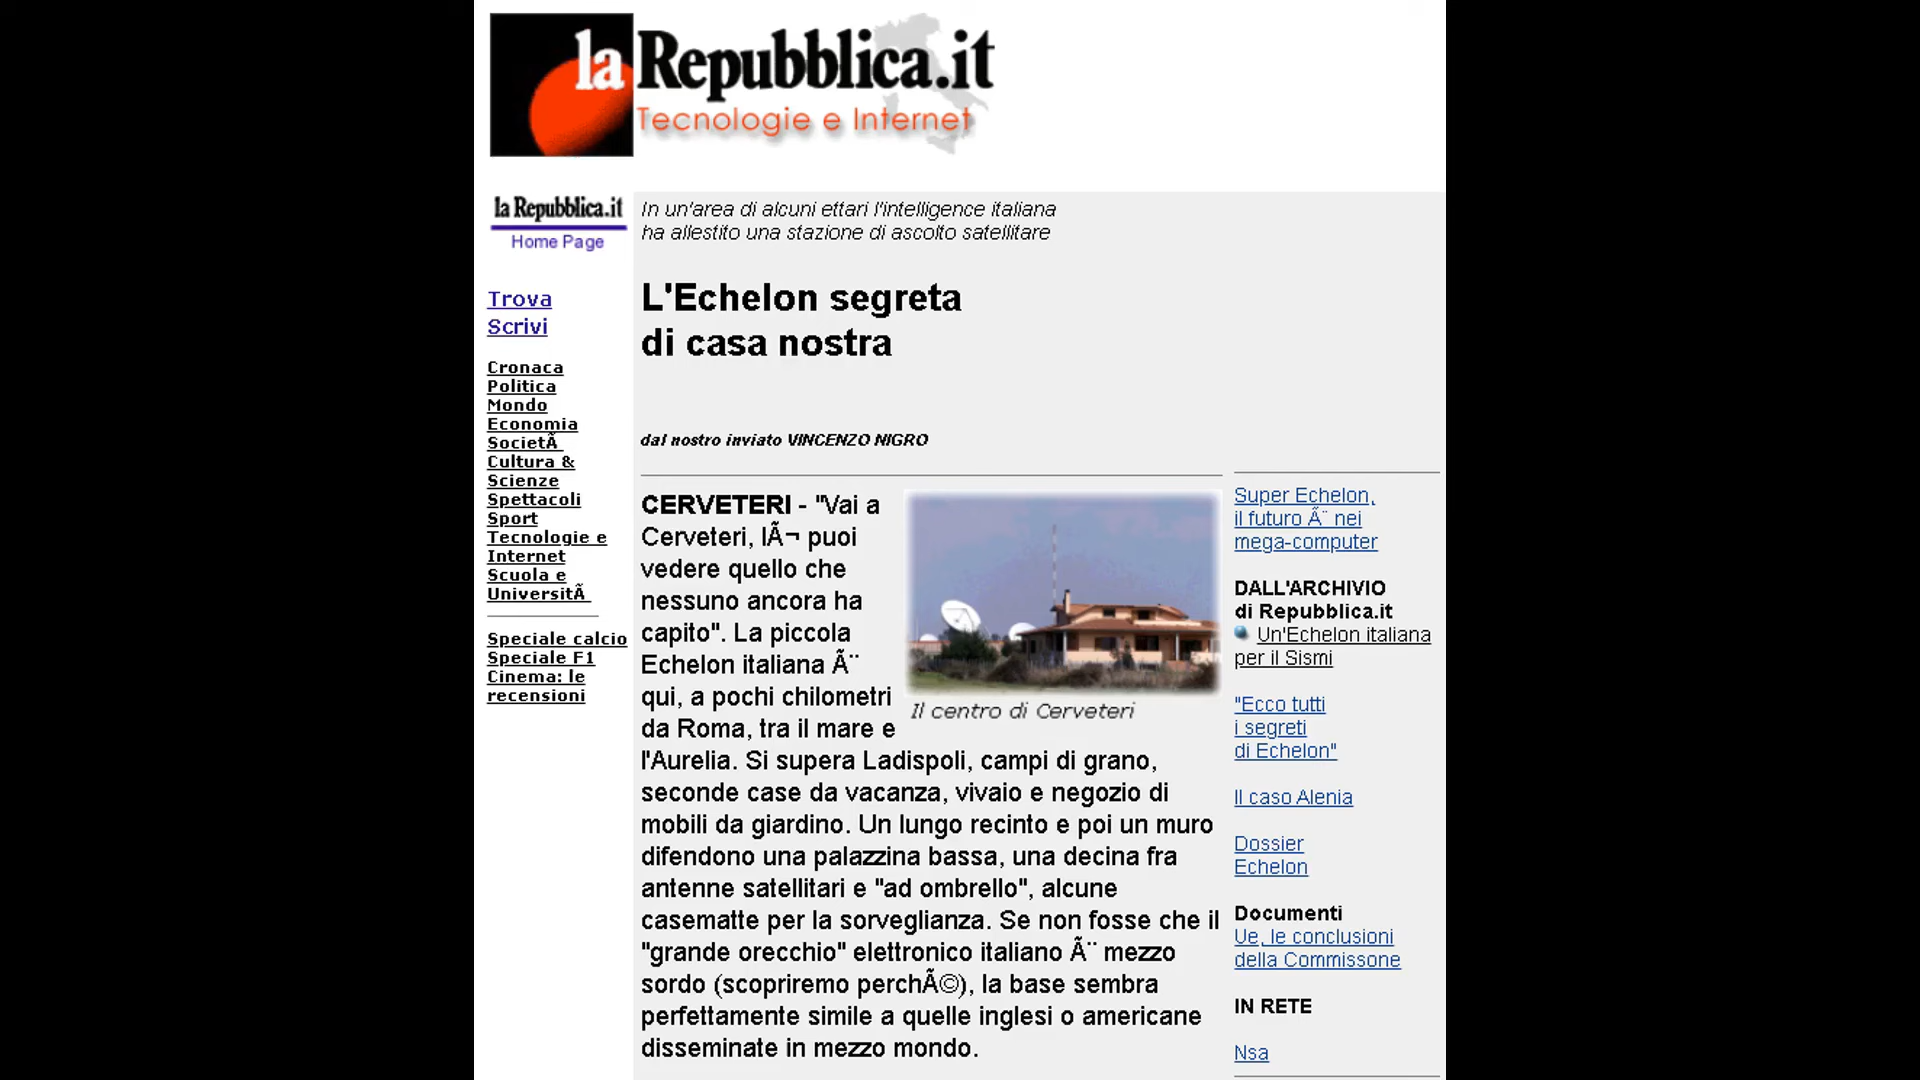 la Repubblica.it
Tecnologie e Internet
la Repubblica.it
Home Page
Trova
Scrivi
Cronaca
Politica
Mondo
Economia
SocietÃ
Cultura &
Scienze
Spettacoli
Sport
Tecnologie e
Internet
Scuola e
UniversitÃ
Speciale calcio
Speciale F1
Cinema: le
recensioni
In un'area di alcuni ettari l'intelligence italiana
ha allestito una stazione di ascolto satellitare
L'Echelon segreta
di casa nostra
dal nostro inviato VINCENZO NIGRO
CERVETERI - "Vai a
Cerveteri, lÃ¬ puoi
vedere quello che
nessuno ancora ha
capito". La piccola
Echelon italiana Ã¨
qui, a pochi chilometri
da Roma, tra il mare e
l'Aurelia. Si supera Ladispoli, campi di grano,
seconde case da vacanza, vivaio e negozio di
mobili da giardino. Un lungo recinto e poi un muro
difendono una palazzina bassa, una decina fra
antenne satellitari e "ad ombrello", alcune
casematte per la sorveglianza. Se non fosse che il
"grande orecchio" elettronico italiano Ã¨ mezzo
sordo (scopriremo perchÃ©), la base sembra
perfettamente simile a quelle inglesi o americane
disseminate in mezzo mondo.
Il centro di Cerveteri
Super Echelon,
il futuro Ã¨ nei
mega-computer
DALL'ARCHIVIO
di Repubblica.it
Un'Echelon italiana
per il Sismi
"Ecco tutti
i segreti
di Echelon"
Il caso Alenia
Dossier
Echelon
Documenti
Ue, le conclusioni
della Commissone
IN RETE
Nsa